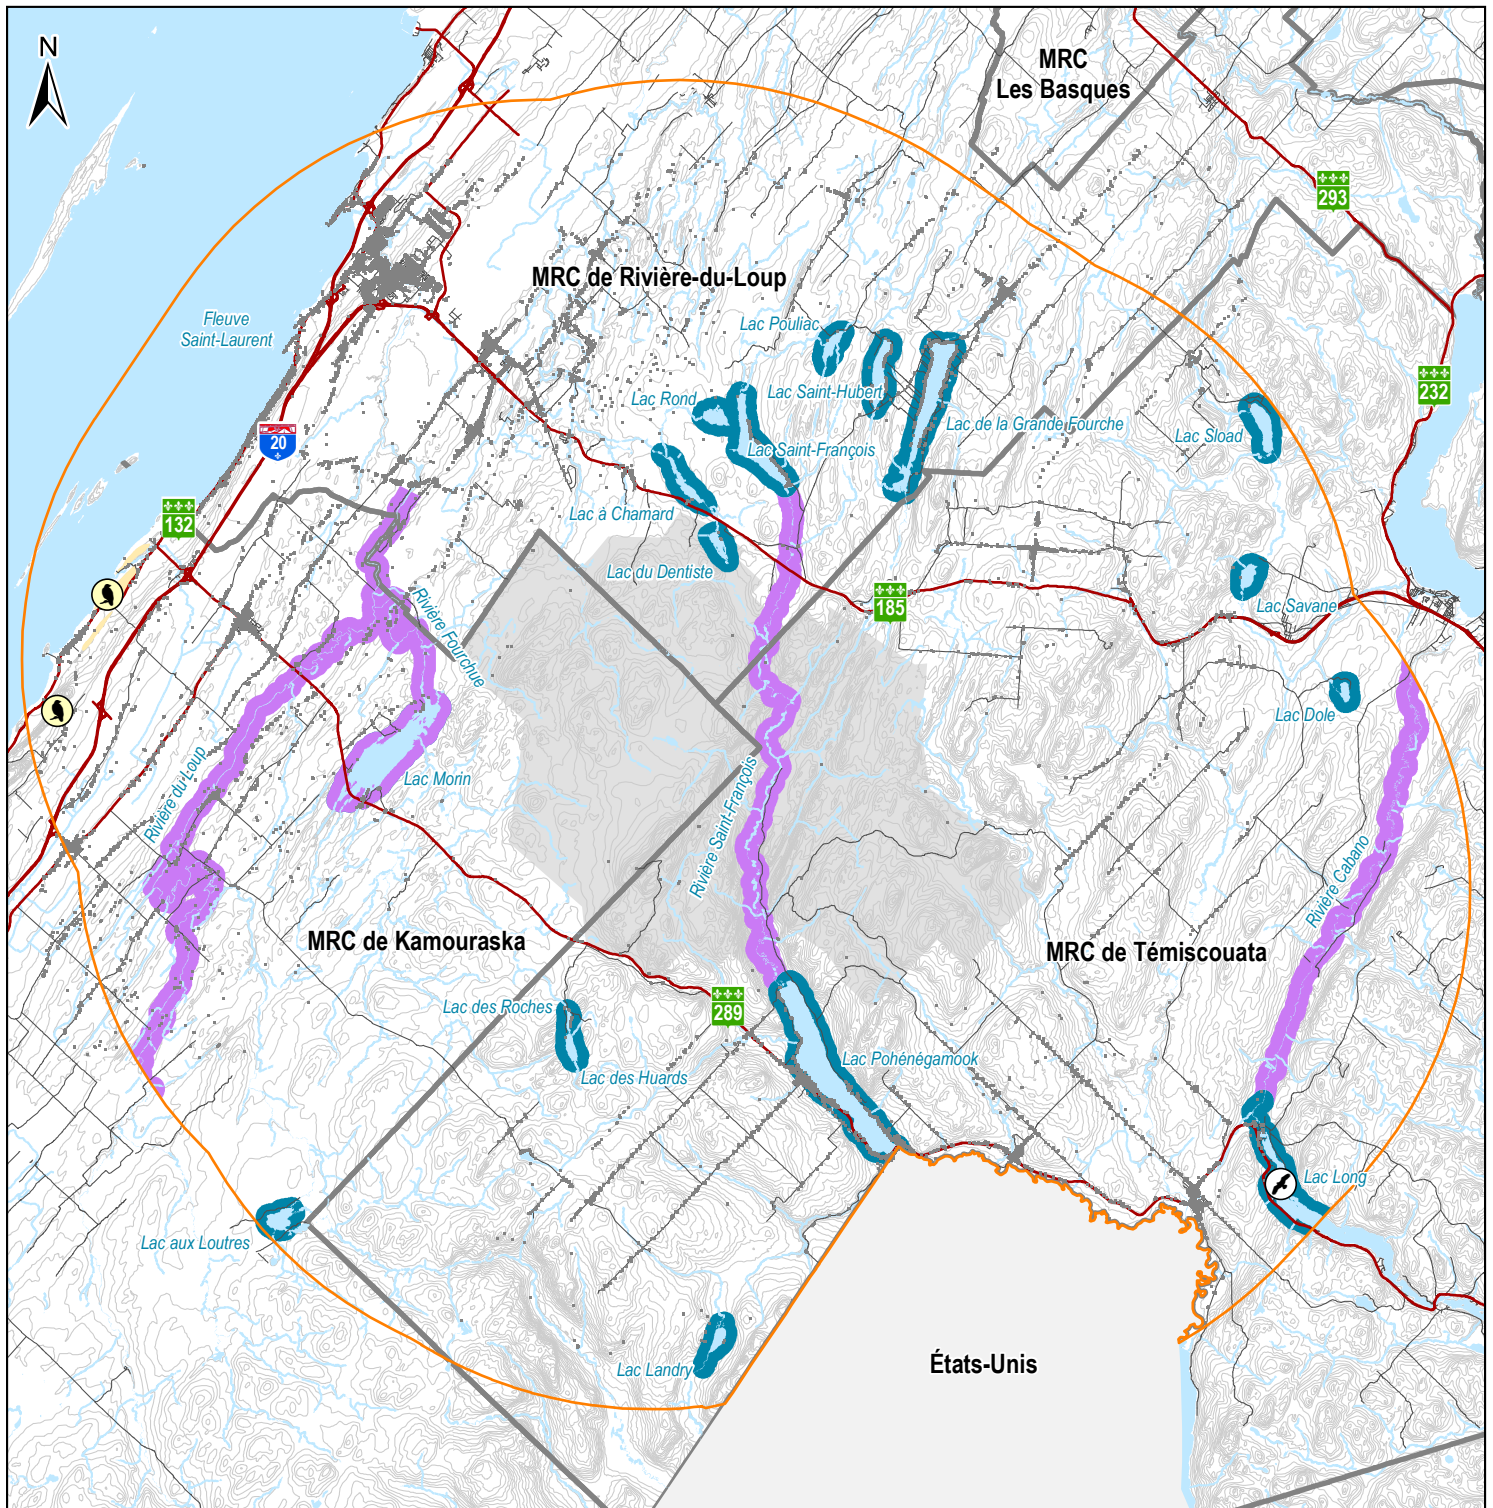 N
MRC
Les Basques
293
MRC de Rivière-du-Loup
Fleuve
Saint-Laurent
Lac Pouliac
232
Lac Saint-Hubert
Lac Rond
Lac de la Grande Fourche
Lac Sload
20
Lac Saint-François
132
Lac à Chamard
Lac du Dentiste
185
Lac Savane
Rivière Fourchue
Lac Dole
Lac Morin
Rivière du Loup
Rivière Saint-François
Rivière Cabano
MRC de Kamouraska
MRC de Témiscouata
Lac des Roches
289
Lac Pohénégamook
Lac des Huards
Lac Long
Lac aux Loutres
Lac Landry
États-Unis